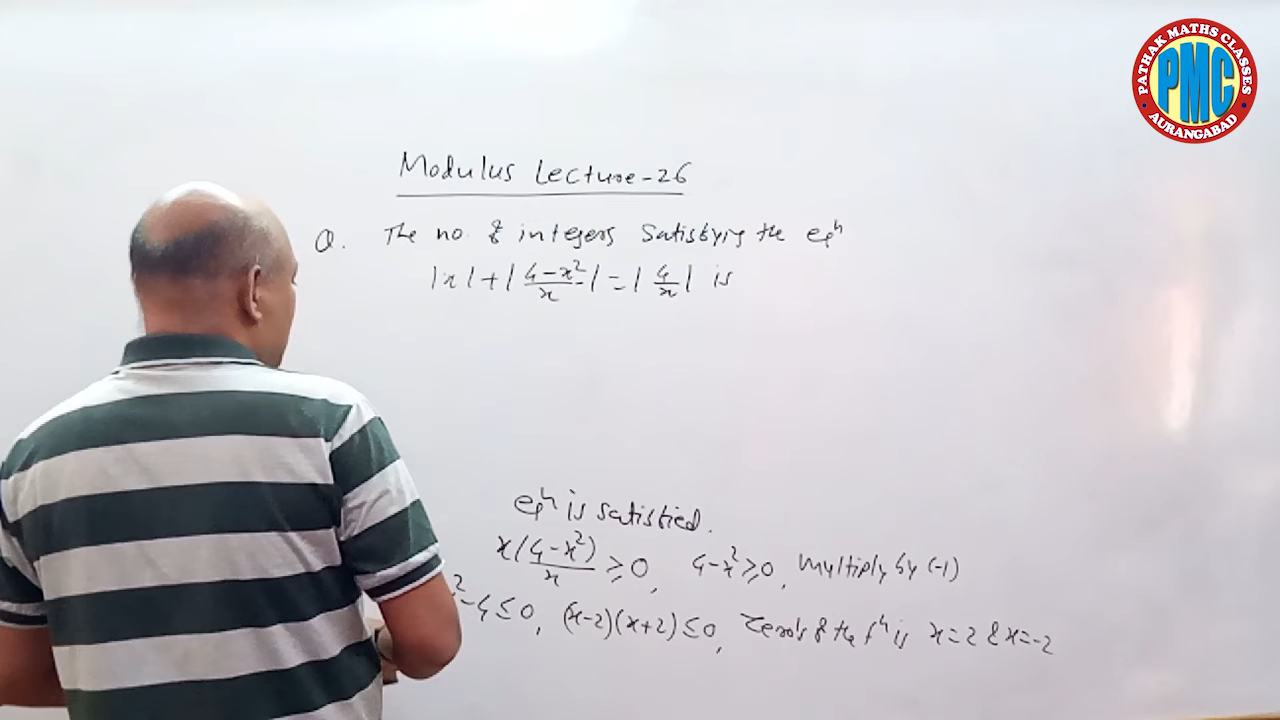 PATHAK MATHS CLASSES
PMC
AURANGABAD
Modulus Lecture-26
Q. The no. of integers satisfying the eqn
|x| + |(4-x²)/x| = |4/x| is
eqn is satisfied.
x(4-x²)/x ≥ 0, 4-x² ≥ 0, multiply by (-1)
²-4 ≤ 0, (x-2)(x+2) ≤ 0, Zeros of the fn is x=2 & x=-2